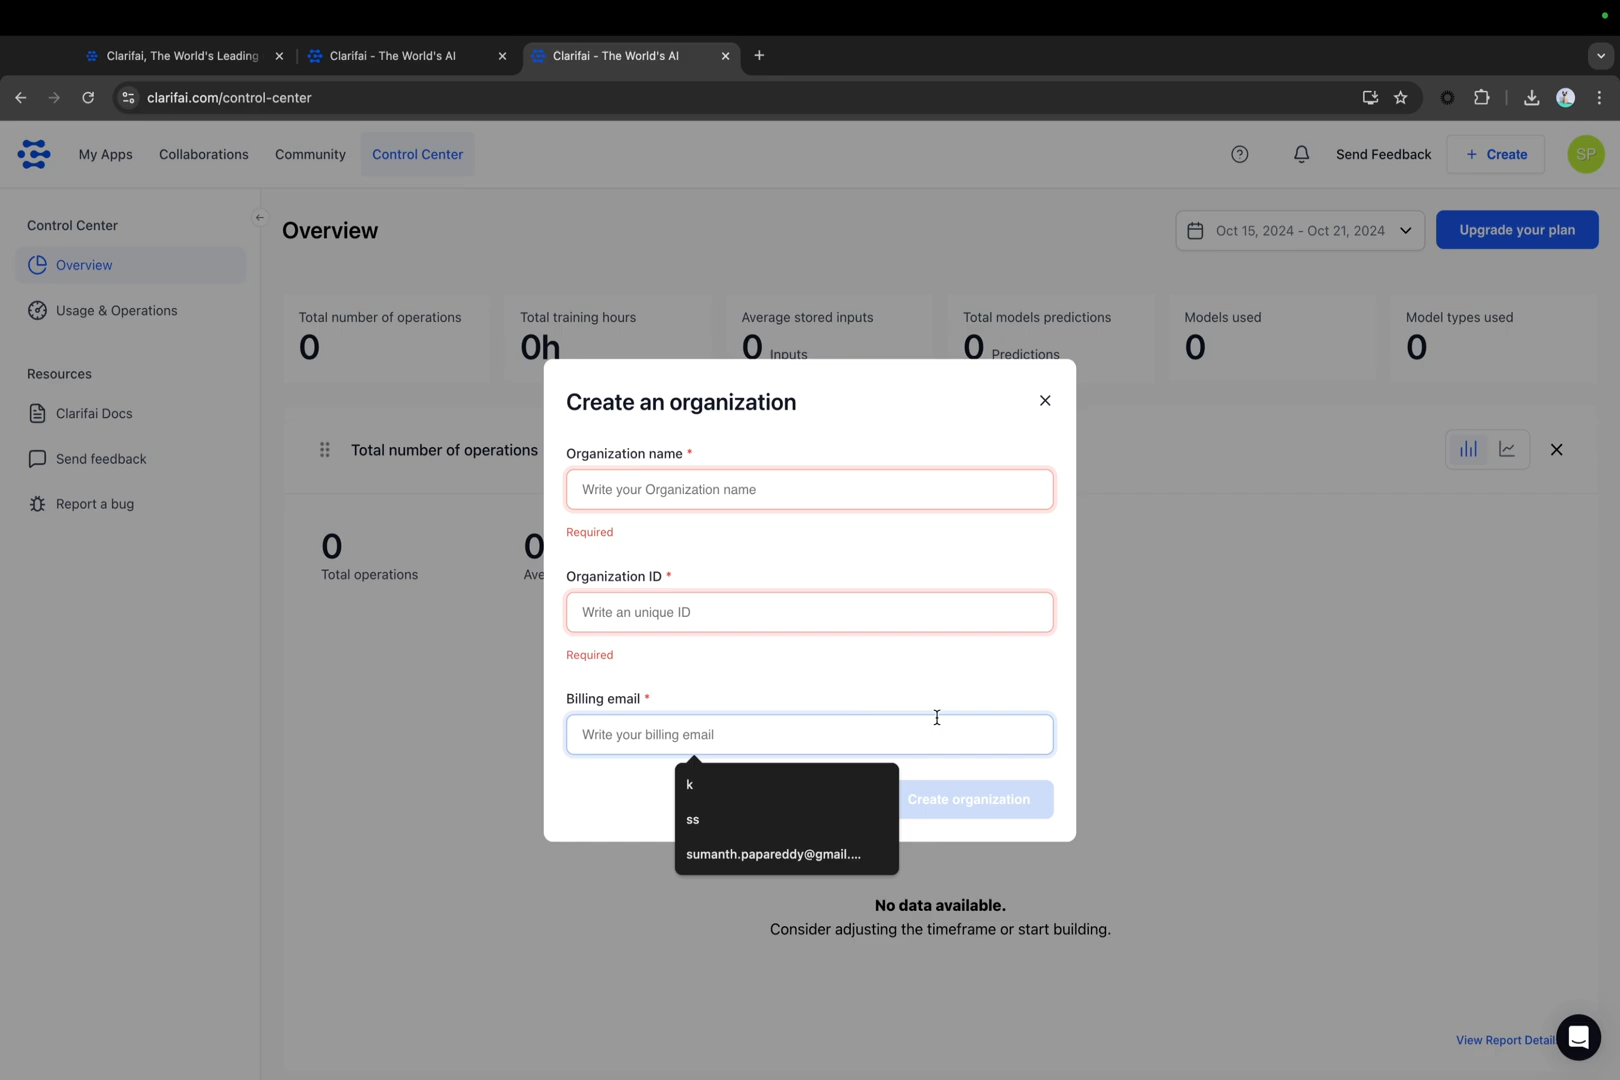 Clarifai, The World's Leading
Clarifai - The World's AI
Clarifai - The World's AI
clarifai.com/control-center
My Apps
Collaborations
Community
Control Center
Send Feedback
+ Create
SP
Control Center
Overview
Usage & Operations
Resources
Clarifai Docs
Send feedback
Report a bug
Overview
Oct 15, 2024 - Oct 21, 2024
Upgrade your plan
Total number of operations
0
Total training hours
0h
Average stored inputs
0 Inputs
Total models predictions
0 Predictions
Models used
0
Model types used
0
Total number of operations
0
Total operations
0
Ave
Create an organization
Organization name *
Write your Organization name
Required
Organization ID *
Write an unique ID
Required
Billing email *
Write your billing email
k
ss
sumanth.papareddy@gmail....
Create organization
No data available.
Consider adjusting the timeframe or start building.
View Report Detail